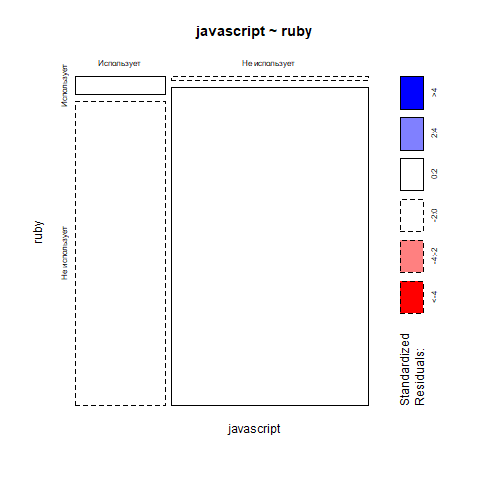 javascript ~ ruby
Использует
Не использует
Использует
Не использует
ruby
javascript
>4
2:4
0:2
-2:0
-4:-2
<-4
Standardized
Residuals: